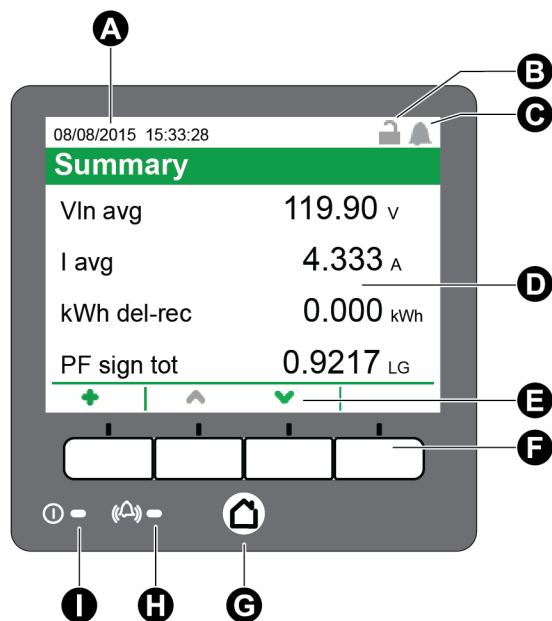 A
B
C
08/08/2015 15:33:28
Summary
Vln avg 119.90 V
I avg 4.333 A
D
kWh del-rec 0.000 kWh
PF sign tot 0.9217 LG
E
F
I
H
G